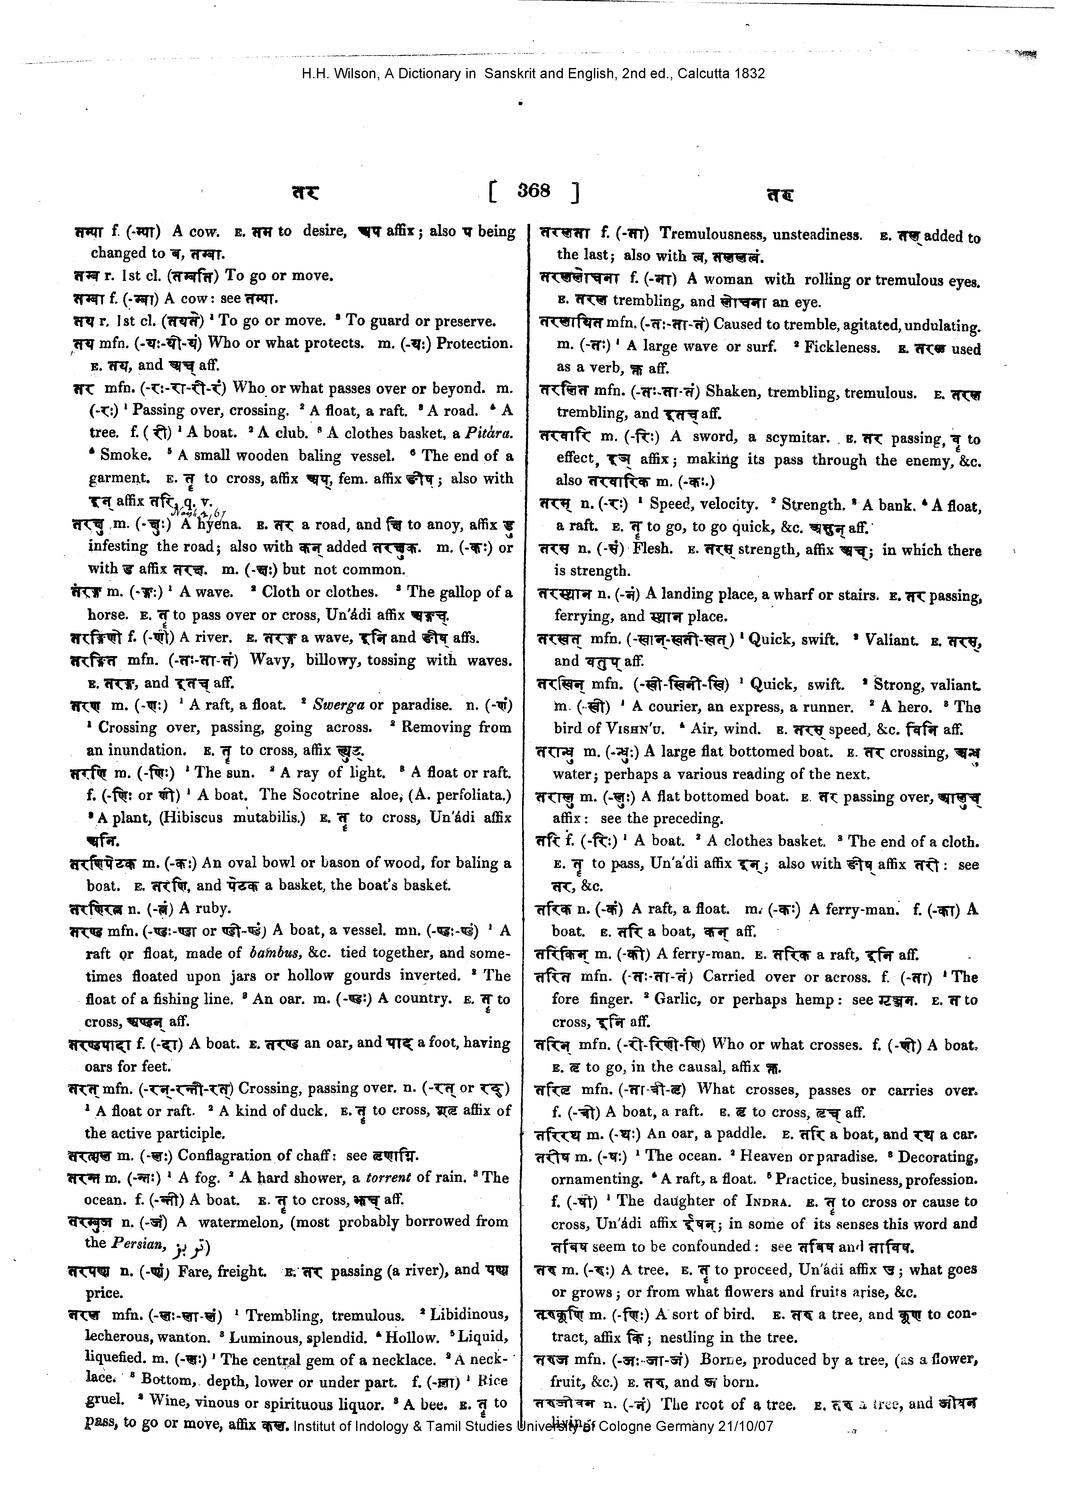 H.H. Wilson, A Dictionary in Sanskrit and English, 2nd ed., Calcutta 1832
तर [ 368 ] तरु
तम्पा f. (-म्पा) A cow. E. तम to desire, अप affix; also प being
changed to ब, तम्बा.
तम्ब r. 1st cl. (तम्बति) To go or move.
तम्बा f. (-म्बा) A cow: see तम्पा.
तय r. 1st cl. (तयते) ¹ To go or move. ² To guard or preserve.
तय mfn. (-यः-यी-यं) Who or what protects. m. (-यः) Protection.
E. तय, and अच् aff.
तर mfn. (-रः-रा-री-रं) Who or what passes over or beyond. m.
(-रः) ¹ Passing over, crossing. ² A float, a raft. ³ A road. ⁴ A
tree. f. (री) ¹ A boat. ² A club. ³ A clothes basket, a Pitára.
⁴ Smoke. ⁵ A small wooden baling vessel. ⁶ The end of a
garment. E. तॄ to cross, affix अप्, fem. affix ङीष्; also with
इन् affix तरि, q. v.
तरक्षु m. (-क्षुः) A hyena. E. तर a road, and क्षि to anoy, affix डु
infesting the road; also with कन् added तरक्षुक. m. (-कः) or
with ड affix तरक्ष. m. (-क्षः) but not common.
तरङ्ग m. (-ङ्गः) ¹ A wave. ² Cloth or clothes. ³ The gallop of a
horse. E. तॄ to pass over or cross, Un'ádi affix अङ्गच्.
तरङ्गिणी f. (-णी) A river. E. तरङ्ग a wave, इनि and ङीष् affs.
तरङ्गित mfn. (-तः-ता-तं) Wavy, billowy, tossing with waves.
E. तरङ्ग, and इतच् aff.
तरण m. (-णः) ¹ A raft, a float. ² Swerga or paradise. n. (-णं)
¹ Crossing over, passing, going across. ² Removing from
an inundation. E. तॄ to cross, affix ल्युट्.
तरणि m. (-णिः) ¹ The sun. ² A ray of light. ³ A float or raft.
f. (-णिः or णी) ¹ A boat. The Socotrine aloe, (A. perfoliata.)
³ A plant, (Hibiscus mutabilis.) E. तॄ to cross, Un'ádi affix
अनि.
तरणिपेटक m. (-कः) An oval bowl or bason of wood, for baling a
boat. E. तरणि, and पेटक a basket, the boat's basket.
तरणिरत्न n. (-त्नं) A ruby.
तरण्ड mfn. (-ण्डः-ण्डा or ण्डी-ण्डं) A boat, a vessel. mn. (-ण्डः-ण्डं) ¹ A
raft or float, made of bambus, &c. tied together, and some-
times floated upon jars or hollow gourds inverted. ² The
float of a fishing line. ³ An oar. m. (-ण्डः) A country. E. तॄ to
cross, अण्डन् aff.
तरण्डपादा f. (-दा) A boat. E. तरण्ड an oar, and पाद a foot, having
oars for feet.
तरत् mfn. (-रन्-रन्ती-रत्) Crossing, passing over. n. (-रत् or रद्)
¹ A float or raft. ² A kind of duck. E. तॄ to cross, शतृ affix of
the active participle.
m. Conflagration of chaff: see तृणाग्नि.
तरन्त m. (-न्तः) ¹ A fog. ² A hard shower, a torrent of rain. ³ The
ocean. f. (-न्ती) A boat. E. तॄ to cross, झच् aff.
तरम्बुज n. (-जं) A watermelon, (most probably borrowed from
the Persian, تربز)
तरपण्य n. (-ण्यं) Fare, freight. E. तर passing (a river), and पण्य
price.
तरल mfn. (-लः-ला-लं) ¹ Trembling, tremulous. ² Libidinous,
lecherous, wanton. ³ Luminous, splendid. ⁴ Hollow. ⁵ Liquid,
liquefied. m. (-लः) ¹ The central gem of a necklace. ² A neck-
lace. ³ Bottom, depth, lower or under part. f. (-ला) ¹ Rice
gruel. ² Wine, vinous or spirituous liquor. ³ A bee. E. तॄ to
pass, to go or move, affix कलच्.
तरलता f. (-ता) Tremulousness, unsteadiness. E. तल् added to
the last; also with त्व, तरलत्वं.
तरललोचना f. (-ना) A woman with rolling or tremulous eyes.
E. तरल trembling, and लोचना an eye.
तरलायित mfn. (-तः-ता-तं) Caused to tremble, agitated, undulating.
m. (-तः) ¹ A large wave or surf. ² Fickleness. E. तरल used
as a verb, क्त aff.
तरलित mfn. (-तः-ता-तं) Shaken, trembling, tremulous. E. तरल
trembling, and इतच् aff.
तरवारि m. (-रिः) A sword, a scymitar. E. तर passing, वृ to
effect, इञ् affix; making its pass through the enemy, &c.
also तरवारिक m. (-कः.)
तरस् n. (-रः) ¹ Speed, velocity. ² Strength. ³ A bank. ⁴ A float,
a raft. E. तॄ to go, to go quick, &c. असुन् aff.
तरस n. (-सं) Flesh. E. तरस् strength, affix अच्; in which there
is strength.
तरस्थान n. (-नं) A landing place, a wharf or stairs. E. तर passing,
ferrying, and स्थान place.
तरस्वत् mfn. (-स्वान्-स्वती-स्वत्) ¹ Quick, swift. ² Valiant. E. तरस्,
and वतुप् aff.
तरस्विन् mfn. (-स्वी-स्विनी-स्वि) ¹ Quick, swift. ² Strong, valiant.
m. (-स्वी) ¹ A courier, an express, a runner. ² A hero. ³ The
bird of VISHN'U. ⁴ Air, wind. E. तरस् speed, &c. विनि aff.
तरान्धु m. (-न्धुः) A large flat bottomed boat. E. तर crossing, अन्धु
water; perhaps a various reading of the next.
तरालु m. (-लुः) A flat bottomed boat. E. तर passing over, आलुच्
affix: see the preceding.
तरि f. (-रिः) ¹ A boat. ² A clothes basket. ³ The end of a cloth.
E. तॄ to pass, Un'a'di affix इन्; also with ङीष् affix तरी: see
तर, &c.
तरिक n. (-कं) A raft, a float. m. (-कः) A ferry-man. f. (-का) A
boat. E. तरि a boat, कन् aff.
तरिकिन् m. (-की) A ferry-man. E. तरिक a raft, इनि aff.
तरित mfn. (-तः-ता-तं) Carried over or across. f. (-ता) ¹ The
fore finger. ² Garlic, or perhaps hemp: see गृञ्जन. E. त to
cross, इनि aff.
तरिन् mfn. (-री-रिणी-रि) Who or what crosses. f. (-णी) A boat.
E. तृ to go, in the causal, affix क्त.
तरितृ mfn. (-ता-त्री-तृ) What crosses, passes or carries over.
f. (-त्री) A boat, a raft. E. तृ to cross, तृच् aff.
तरिरथ m. (-थः) An oar, a paddle. E. तरि a boat, and रथ a car.
तरीष m. (-षः) ¹ The ocean. ² Heaven or paradise. ³ Decorating,
ornamenting. ⁴ A raft, a float. ⁵ Practice, business, profession.
f. (-षी) ¹ The daughter of INDRA. E. तॄ to cross or cause to
cross, Un'ádi affix ईषन्; in some of its senses this word and
तविष seem to be confounded: see तविष and ताविष.
तरु m. (-रुः) A tree. E. तॄ to proceed, Un'ádi affix उ; what goes
or grows; or from what flowers and fruits arise, &c.
तरुकूणि m. (-णिः) A sort of bird. E. तरु a tree, and कूण to con-
tract, affix कि; nestling in the tree.
तरुज mfn. (-जः-जा-जं) Borne, produced by a tree, (as a flower,
fruit, &c.) E. तरु, and ज born.
तरुजीवन n. (-नं) The root of a tree. E. तरु a tree, and जीवन
living.
Institut of Indology & Tamil Studies University of Cologne Germany 21/10/07